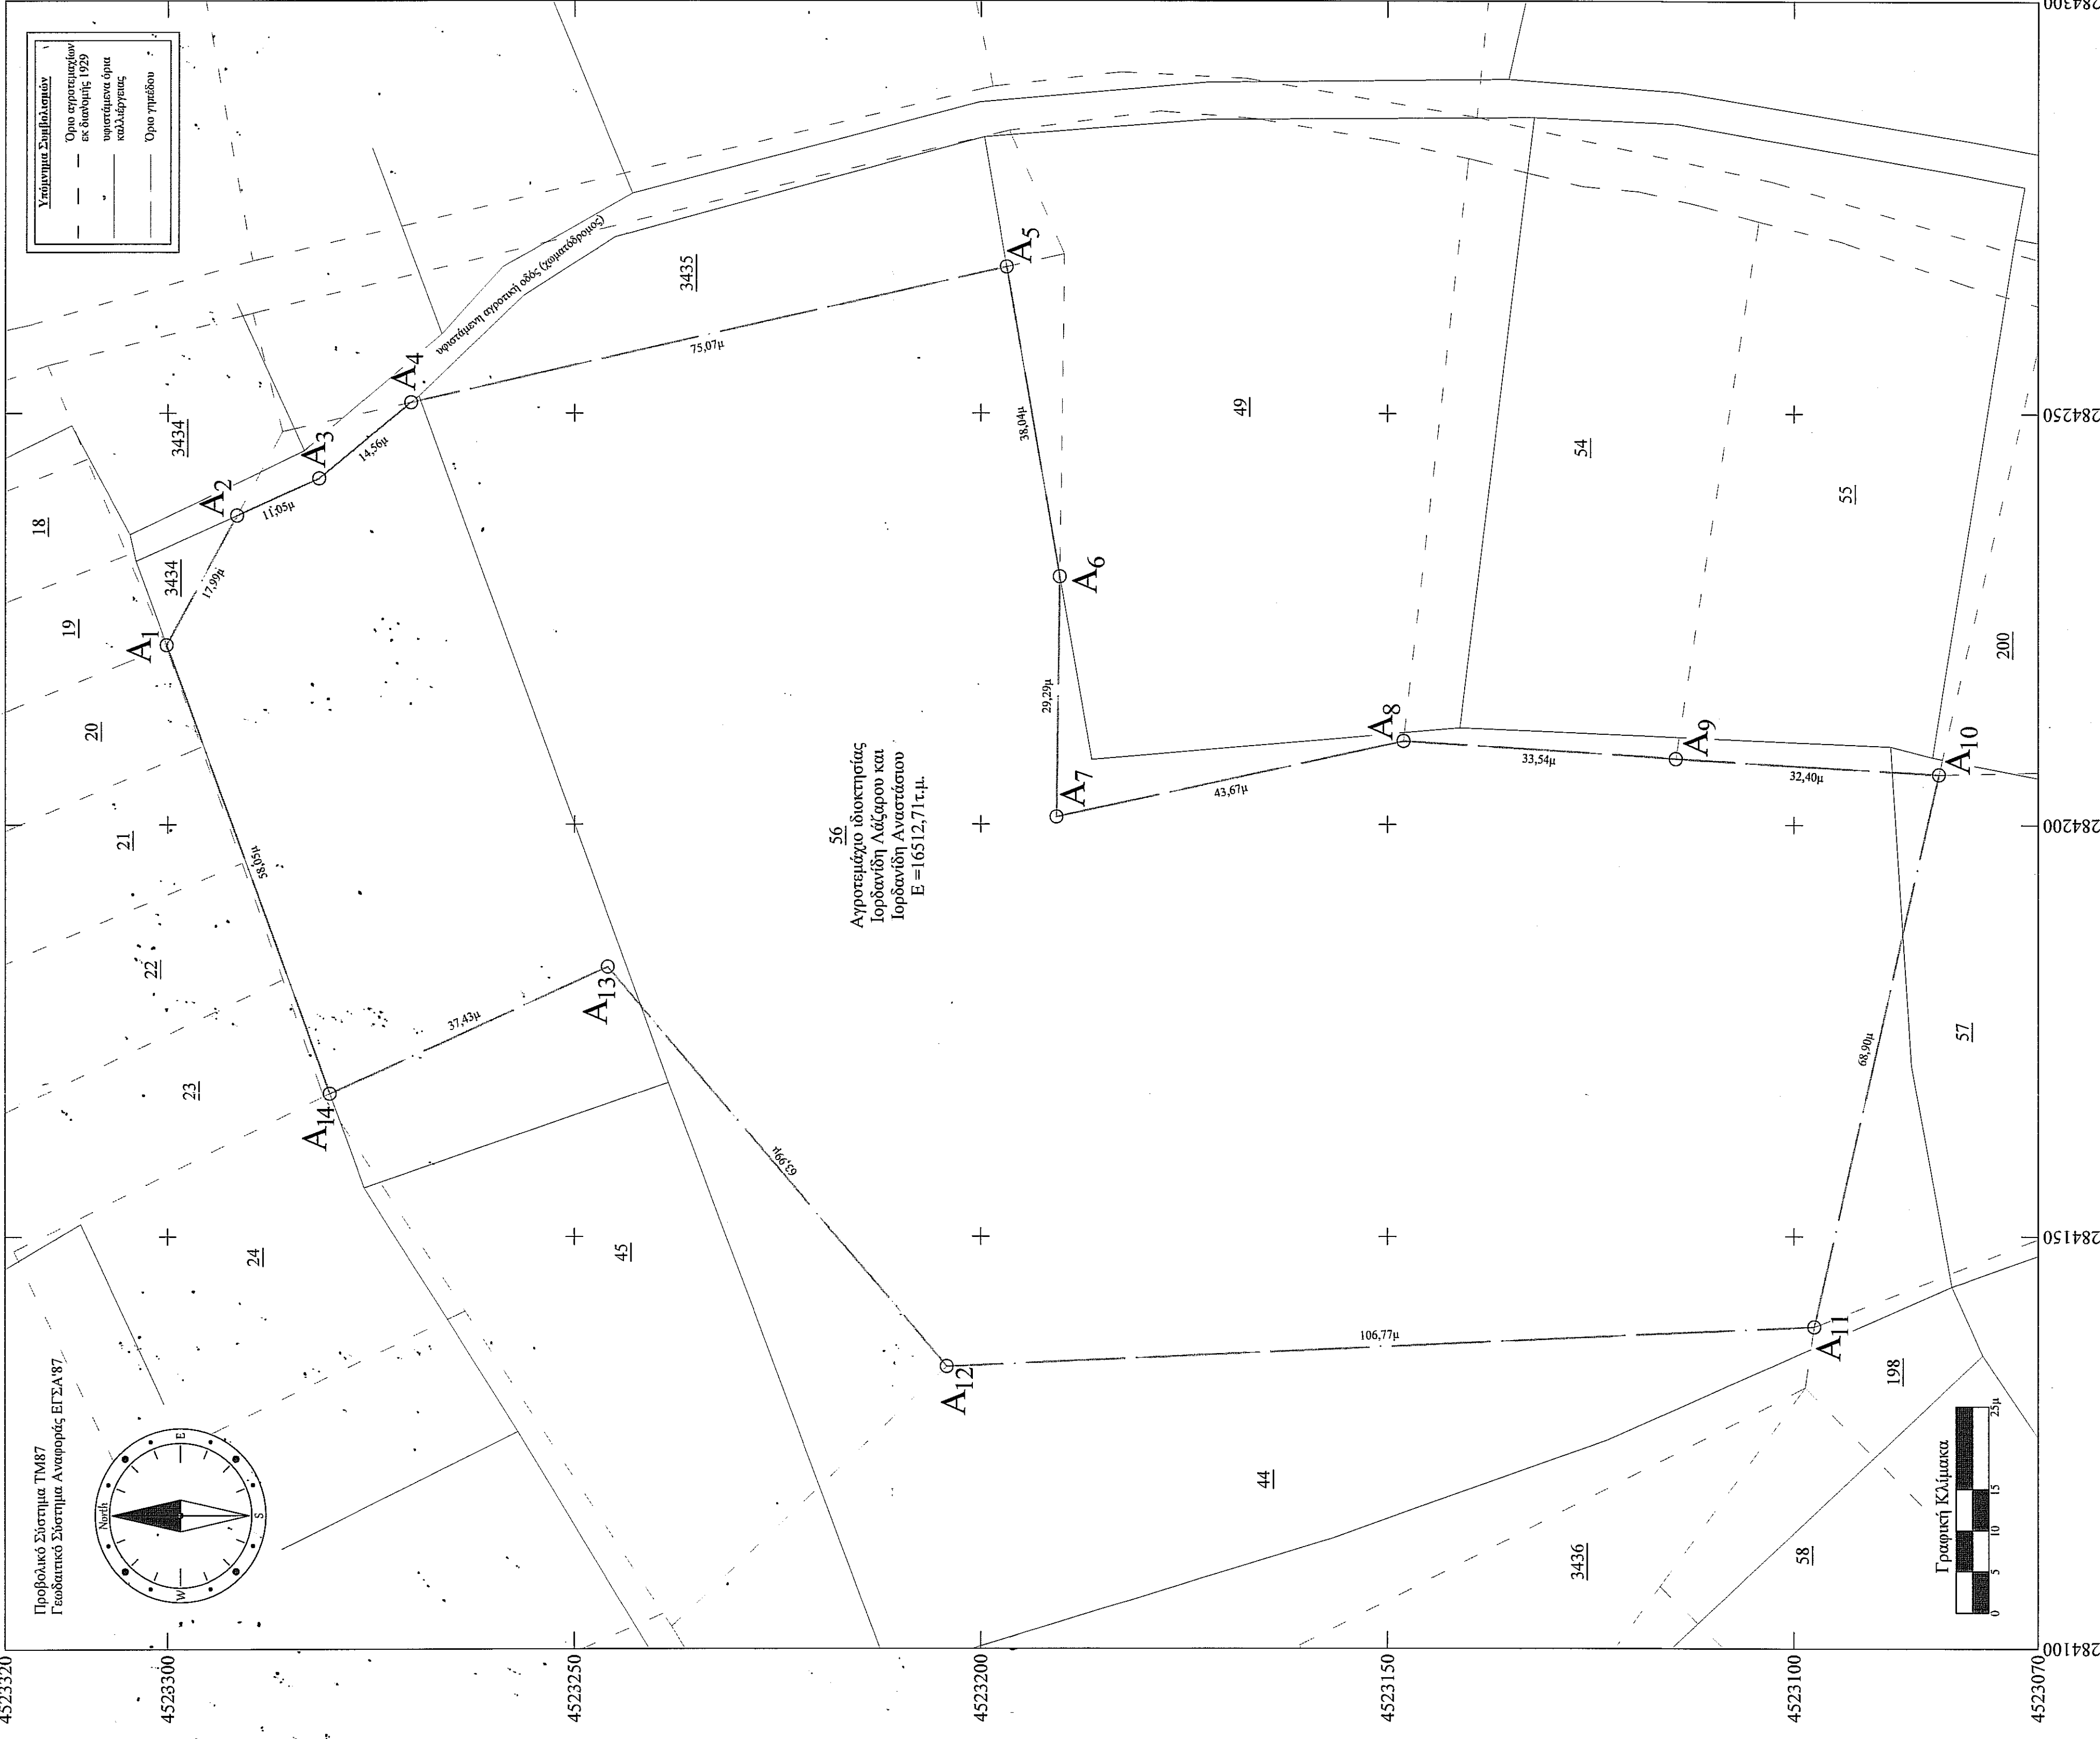 Προβολικό Σύστημα ΤΜ87
Γεωδαιτικό Σύστημα Αναφοράς ΕΓΣΑ'87
North
E
S
W
Υπόμνημα Συμβολισμών
Όριο αγροτεμαχίων
εκ διανομής 1929
υφιστάμενα όρια
καλλιέργειας
Όριο γηπέδου
4523320
4523300
4523250
4523200
4523150
4523100
4523070
284300
284250
284200
284150
284100
18
19
20
21
22
23
24
3434
3434
3435
45
44
49
54
55
200
57
198
58
3436
υφιστάμενη αγροτική οδός (χωματόδρομος)
A1
A2
A3
A4
A5
A6
A7
A8
A9
A10
A11
A12
A13
A14
17,99μ
11,05μ
14,56μ
75,07μ
38,04μ
29,29μ
43,67μ
33,54μ
32,40μ
68,90μ
106,77μ
63,99μ
37,43μ
58,05μ
56
Αγροτεμάχιο ιδιοκτησίας
Ιορδανίδη Λάζαρου και
Ιορδανίδη Αναστάσιου
Ε =16512,71τ.μ.
Γραφική Κλίμακα
0 5 10 15 25μ